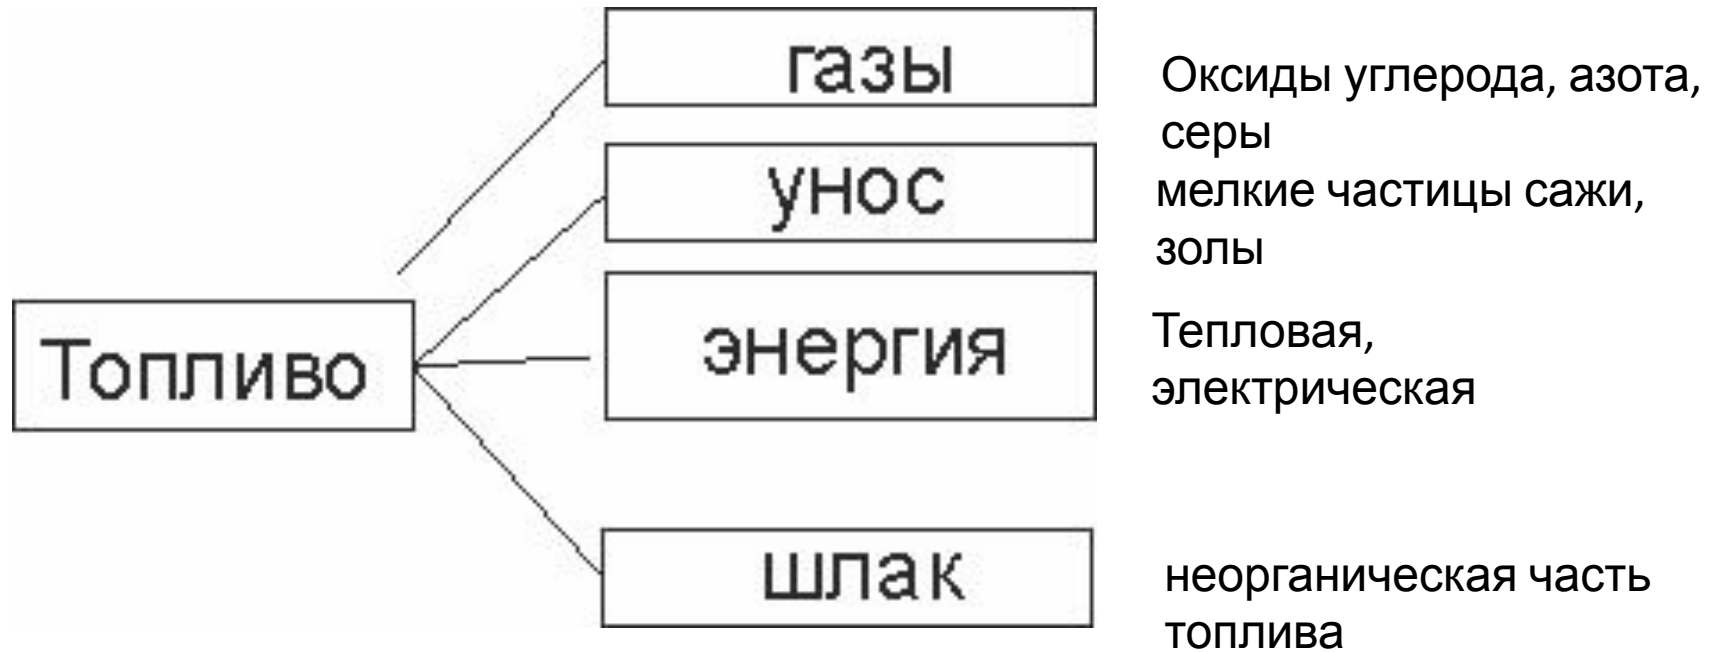 газы
Оксиды углерода, азота,
серы
унос
мелкие частицы сажи,
золы
Топливо
энергия
Тепловая,
электрическая
шлак
неорганическая часть
топлива